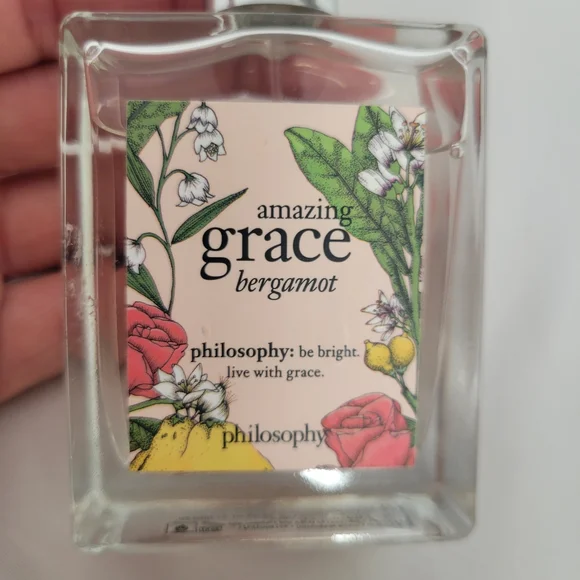 amazing
grace
bergamot
philosophy: be bright.
live with grace.
philosophy